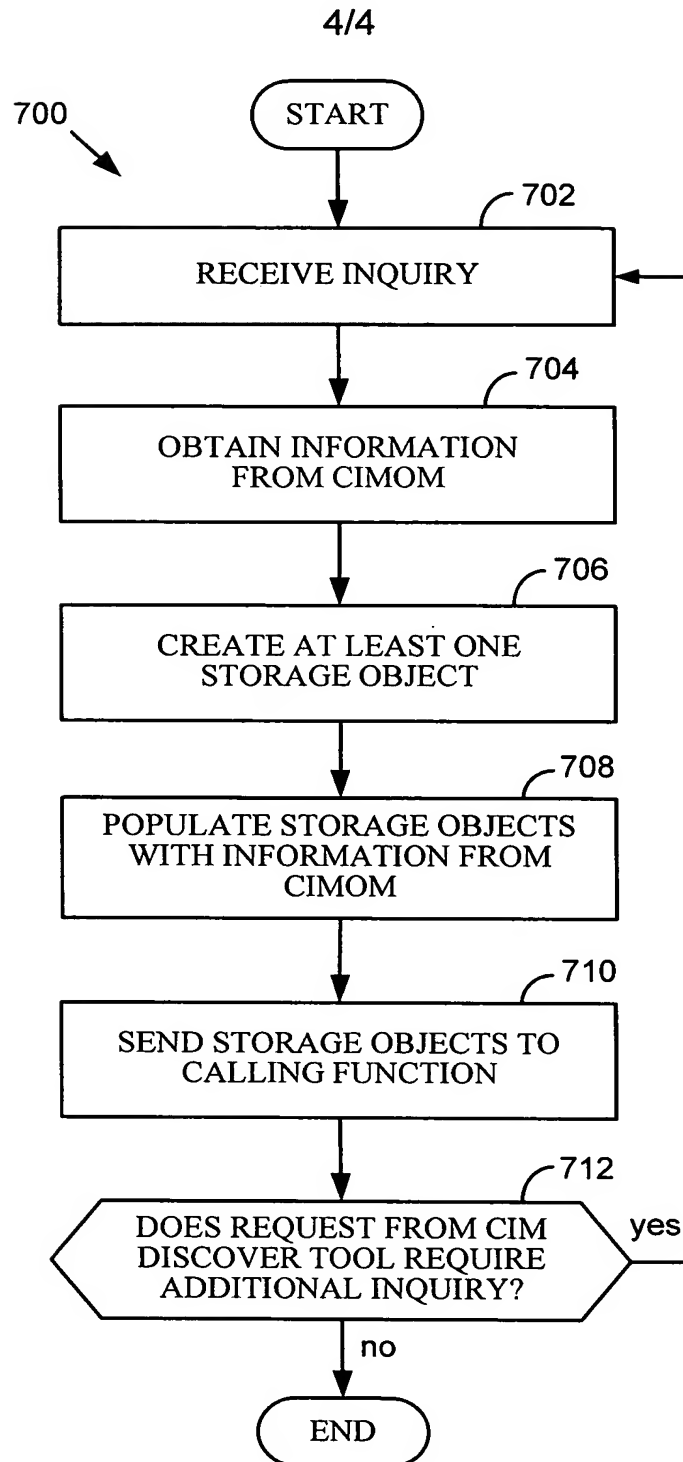 4/4
700
START
702
RECEIVE INQUIRY
704
OBTAIN INFORMATION
FROM CIMOM
706
CREATE AT LEAST ONE
STORAGE OBJECT
708
POPULATE STORAGE OBJECTS
WITH INFORMATION FROM
CIMOM
710
SEND STORAGE OBJECTS TO
CALLING FUNCTION
712
DOES REQUEST FROM CIM
DISCOVER TOOL REQUIRE
ADDITIONAL INQUIRY?
yes
no
END